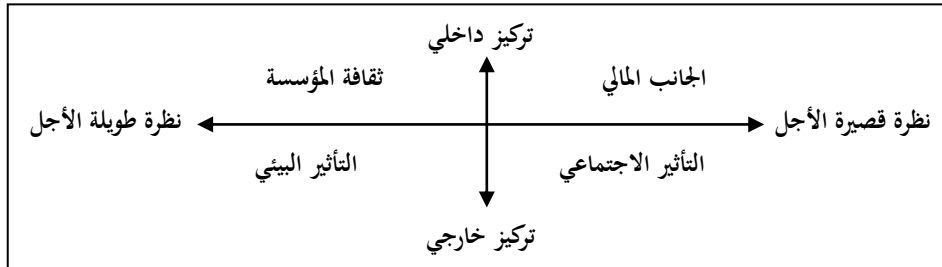 تركيز داخلي
الجانب المالي
ثقافة المؤسسة
نظرة قصيرة الأجل
نظرة طويلة الأجل
التأثير الاجتماعي
التأثير البيئي
تركيز خارجي